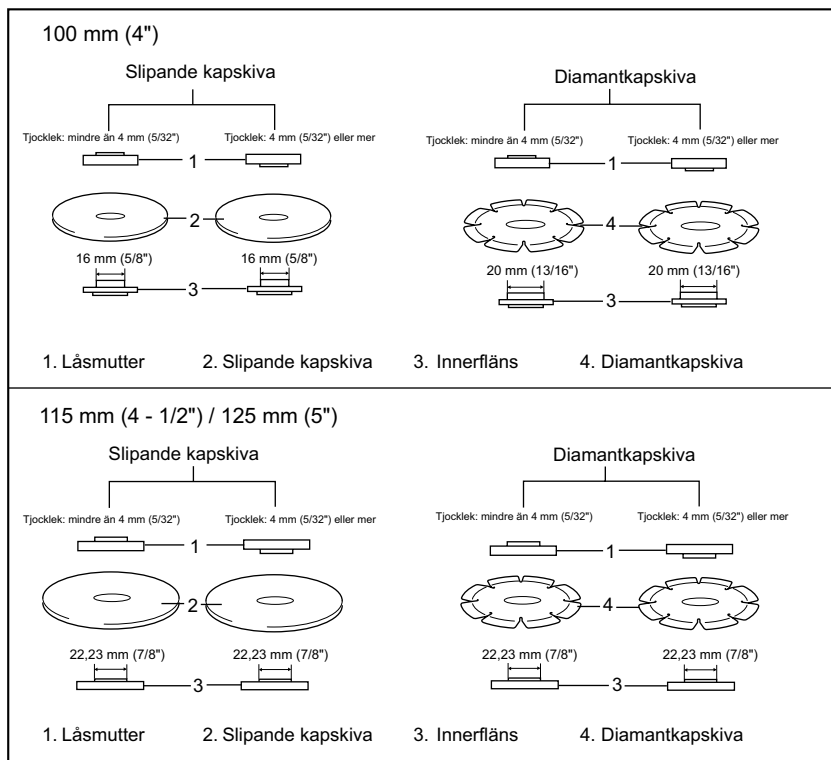 100 mm (4")
Slipande kapskiva
Diamantkapskiva
Tjocklek: mindre än 4 mm (5/32") Tjocklek: 4 mm (5/32") eller mer
Tjocklek: mindre än 4 mm (5/32") Tjocklek: 4 mm (5/32") eller mer
1
1
2
4
16 mm (5/8") 16 mm (5/8")
20 mm (13/16") 20 mm (13/16")
3
3
1. Låsmutter 2. Slipande kapskiva 3. Innerfläns 4. Diamantkapskiva
115 mm (4 - 1/2") / 125 mm (5")
Slipande kapskiva
Diamantkapskiva
Tjocklek: mindre än 4 mm (5/32") Tjocklek: 4 mm (5/32") eller mer
Tjocklek: mindre än 4 mm (5/32") Tjocklek: 4 mm (5/32") eller mer
1
1
2
4
22,23 mm (7/8") 22,23 mm (7/8")
22,23 mm (7/8") 22,23 mm (7/8")
3
3
1. Låsmutter 2. Slipande kapskiva 3. Innerfläns 4. Diamantkapskiva